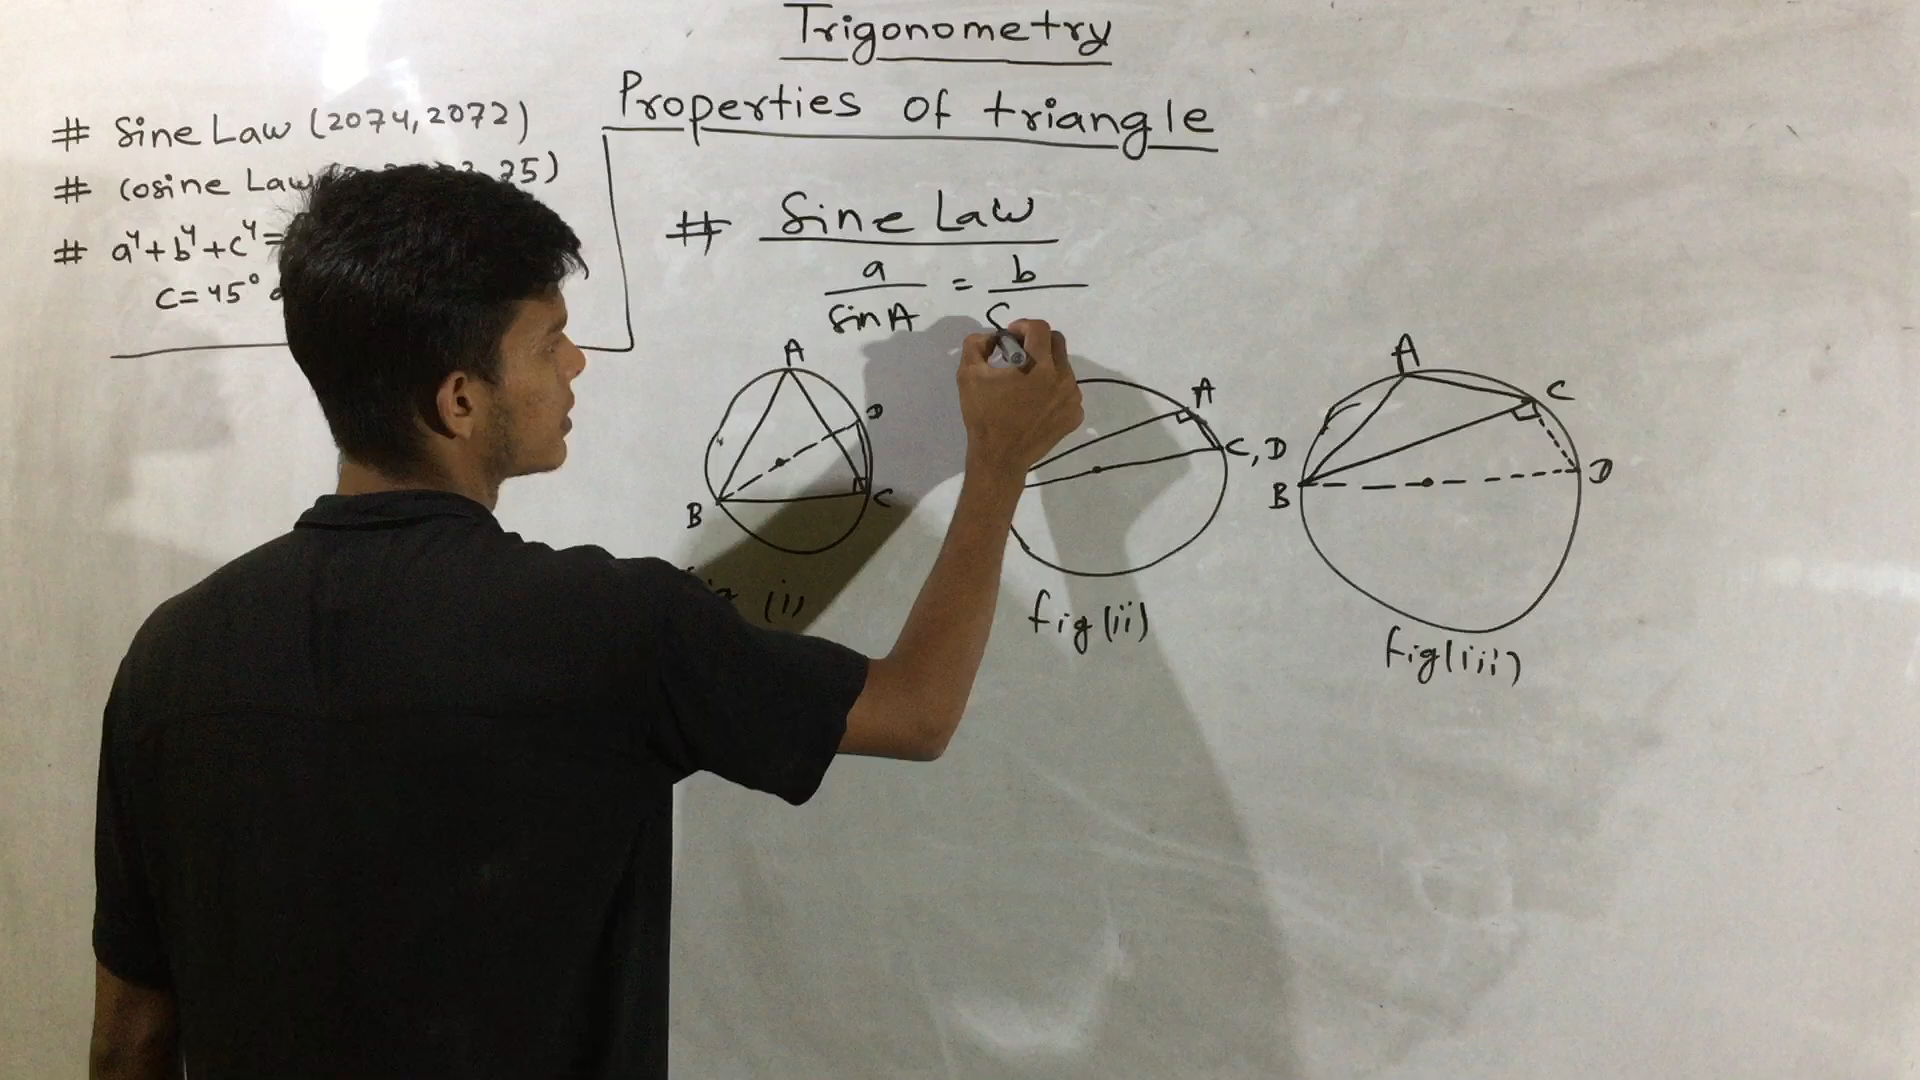 Trigonometry
Properties of triangle
# Sine Law (2074, 2072)
# Cosine Law 75)
# a⁴+b⁴+c⁴=
C=45°
# Sine Law
a/sinA = b/S
A
D
B
C
fig (i)
A
C, D
fig (ii)
A
C
B
D
fig (iii)